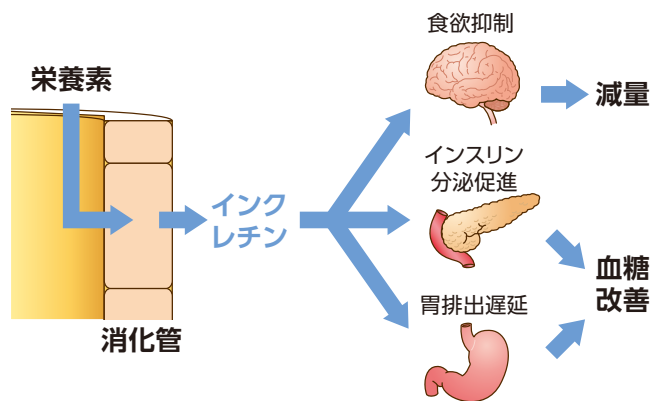 栄養素
消化管
インク
レチン
食欲抑制
減量
インスリン
分泌促進
胃排出遅延
血糖
改善